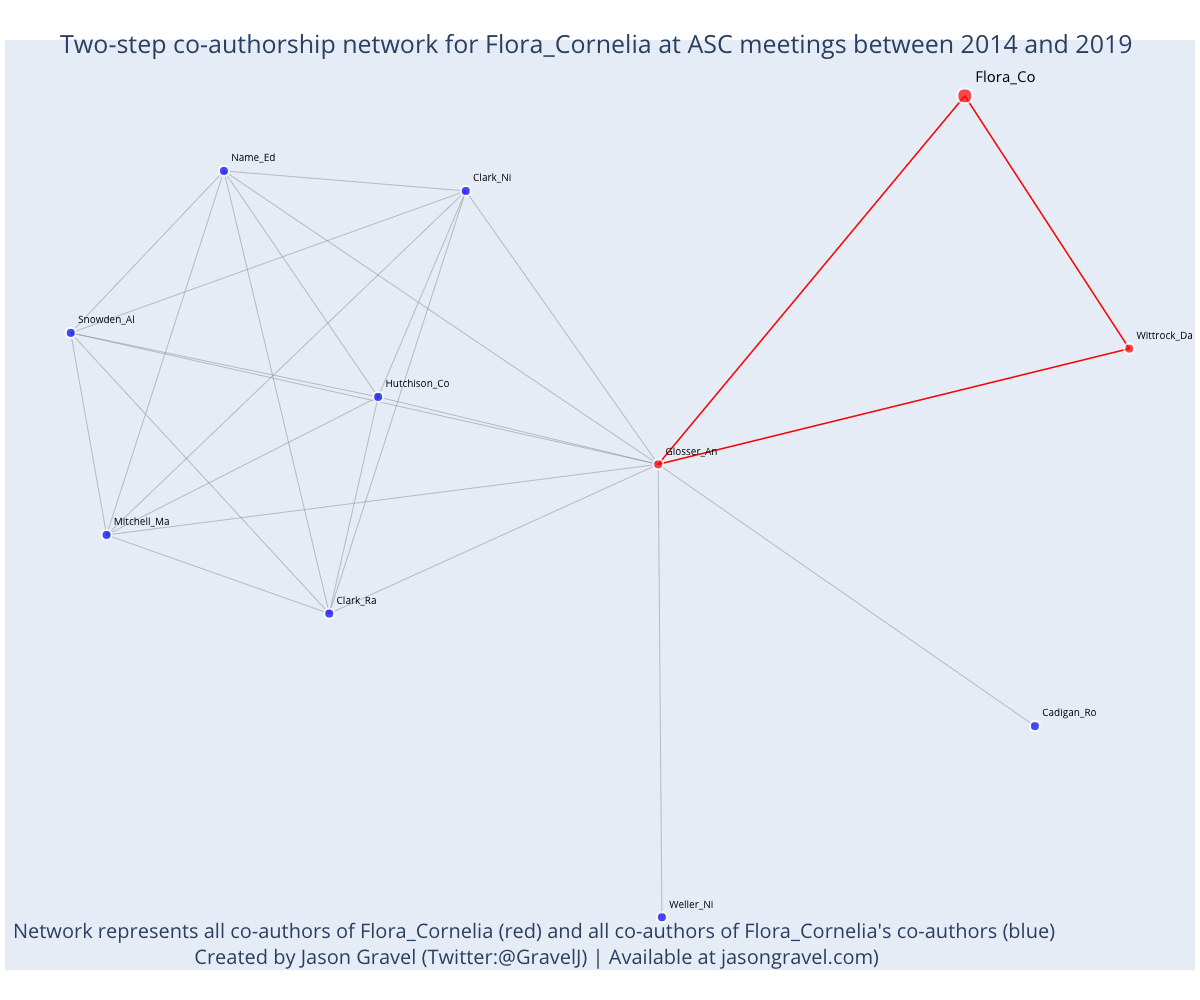 Two-step co-authorship network for Flora_Cornelia at ASC meetings between 2014 and 2019
Flora_Co
Name_Ed
Clark_Ni
Snowden_Al
Wittrock_Da
Hutchison_Co
Glosser_An
Mitchell_Ma
Clark_Ra
Cadigan_Ro
Weller_Ni
Network represents all co-authors of Flora_Cornelia (red) and all co-authors of Flora_Cornelia's co-authors (blue)
Created by Jason Gravel (Twitter:@GravelJ) | Available at jasongravel.com)